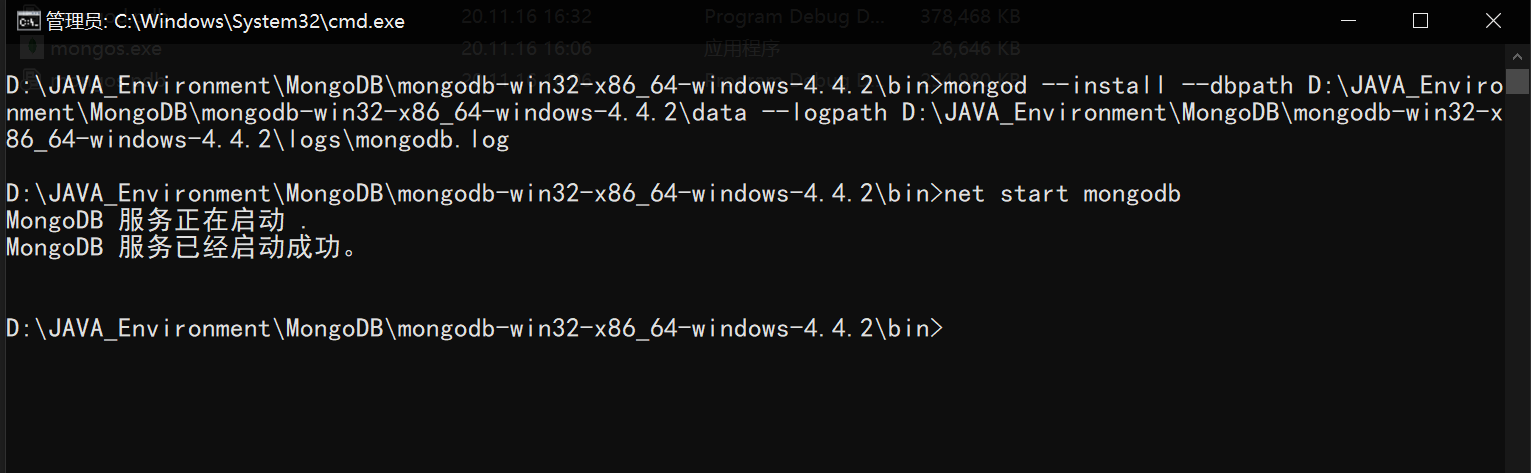 管理员: C:\Windows\System32\cmd.exe
20.11.16 16:32 Program Debug D... 378,468 KB
mongos.exe 20.11.16 16:06 应用程序 26,646 KB
D:\JAVA_Environment\MongoDB\mongodb-win32-x86_64-windows-4.4.2\bin>mongod --install --dbpath D:\JAVA_Enviro
nment\MongoDB\mongodb-win32-x86_64-windows-4.4.2\data --logpath D:\JAVA_Environment\MongoDB\mongodb-win32-x
86_64-windows-4.4.2\logs\mongodb.log
D:\JAVA_Environment\MongoDB\mongodb-win32-x86_64-windows-4.4.2\bin>net start mongodb
MongoDB 服务正在启动 .
MongoDB 服务已经启动成功。
D:\JAVA_Environment\MongoDB\mongodb-win32-x86_64-windows-4.4.2\bin>